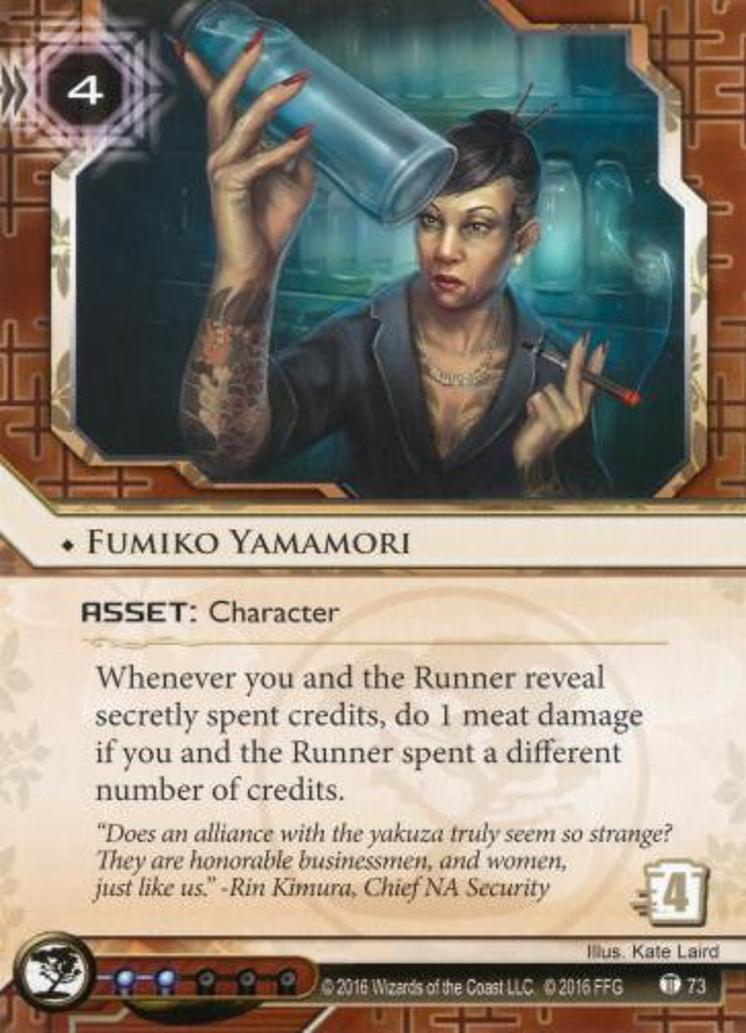 4
◆ Fumiko Yamamori
ASSET: Character
Whenever you and the Runner reveal
secretly spent credits, do 1 meat damage
if you and the Runner spent a different
number of credits.
“Does an alliance with the yakuza truly seem so strange?
They are honorable businessmen, and women,
just like us.” -Rin Kimura, Chief NA Security
4
Illus. Kate Laird
© 2016 Wizards of the Coast LLC. © 2016 FFG 73